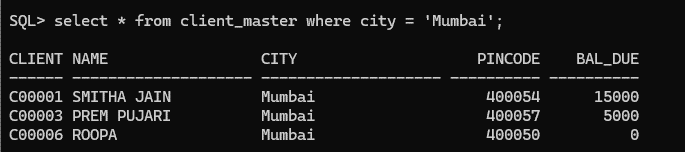 SQL> select * from client_master where city = 'Mumbai';
CLIENT NAME                 CITY                    PINCODE    BAL_DUE
------ -------------------- -------------------- ---------- ----------
C00001 SMITHA JAIN          Mumbai                   400054      15000
C00003 PREM PUJARI          Mumbai                   400057       5000
C00006 ROOPA                Mumbai                   400050          0